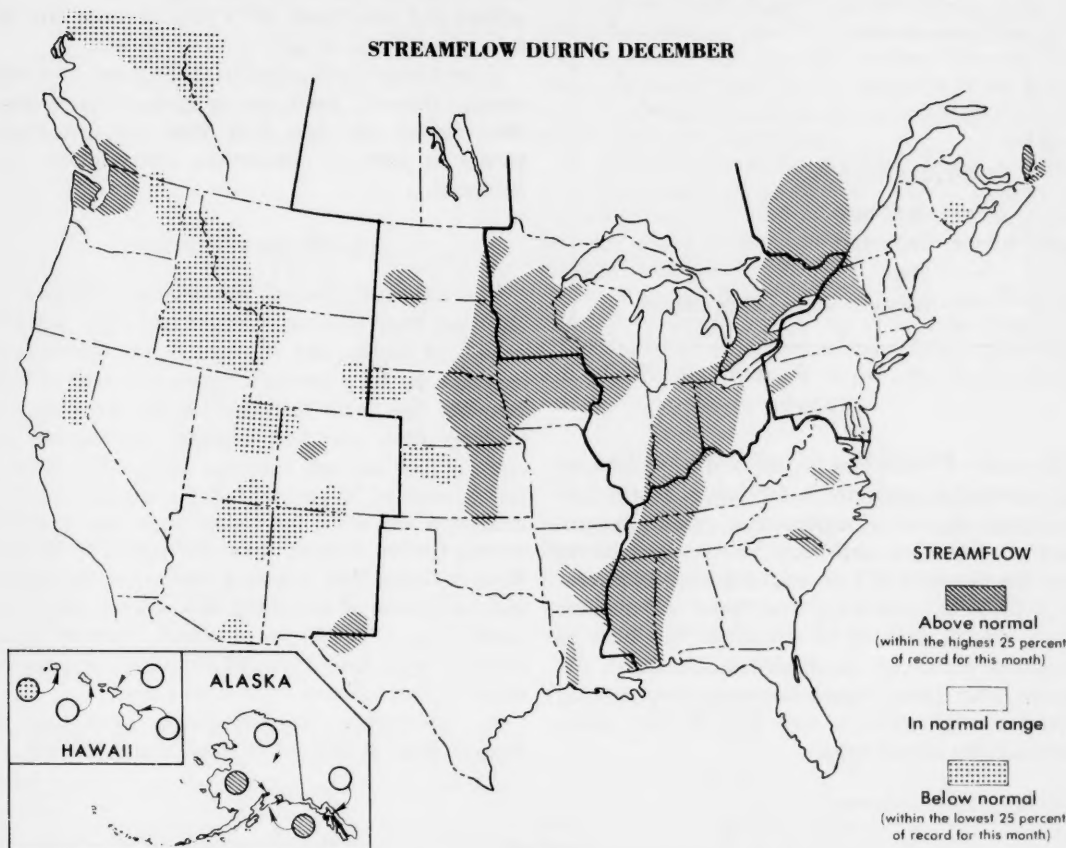 STREAMFLOW DURING DECEMBER
STREAMFLOW
Above normal
(within the highest 25 percent
of record for this month)
In normal range
Below normal
(within the lowest 25 percent
of record for this month)
HAWAII
ALASKA